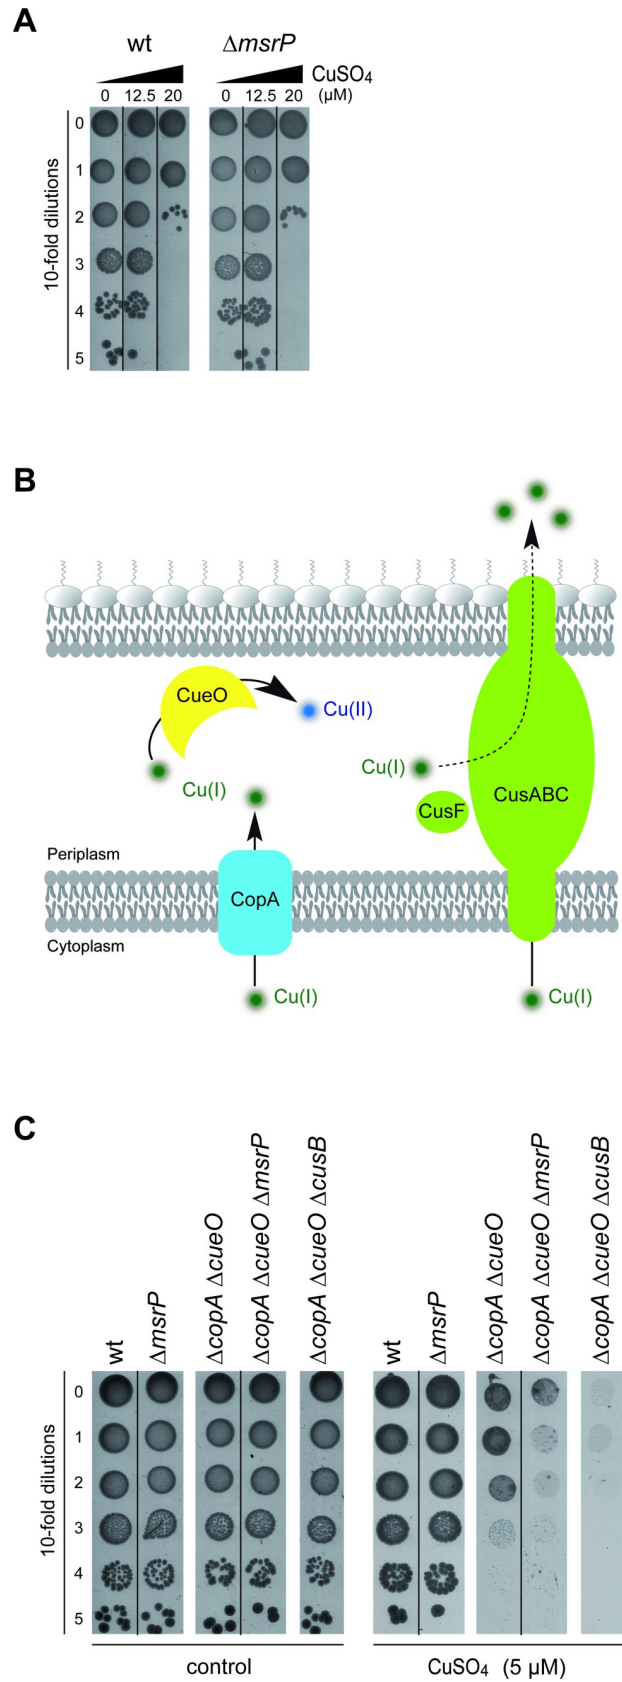 A
wt ΔmsrP
CuSO4
0 12.5 20 0 12.5 20 (µM)
10-fold dilutions
0
1
2
3
4
5
B
CueO
Cu(II)
Cu(I)
Cu(I)
CusF
CusABC
Periplasm
CopA
Cytoplasm
Cu(I)
Cu(I)
C
wt
ΔmsrP
ΔcopA ΔcueO
ΔcopA ΔcueO ΔmsrP
ΔcopA ΔcueO ΔcusB
wt
ΔmsrP
ΔcopA ΔcueO
ΔcopA ΔcueO ΔmsrP
ΔcopA ΔcueO ΔcusB
10-fold dilutions
0
1
2
3
4
5
control
CuSO4 (5 µM)